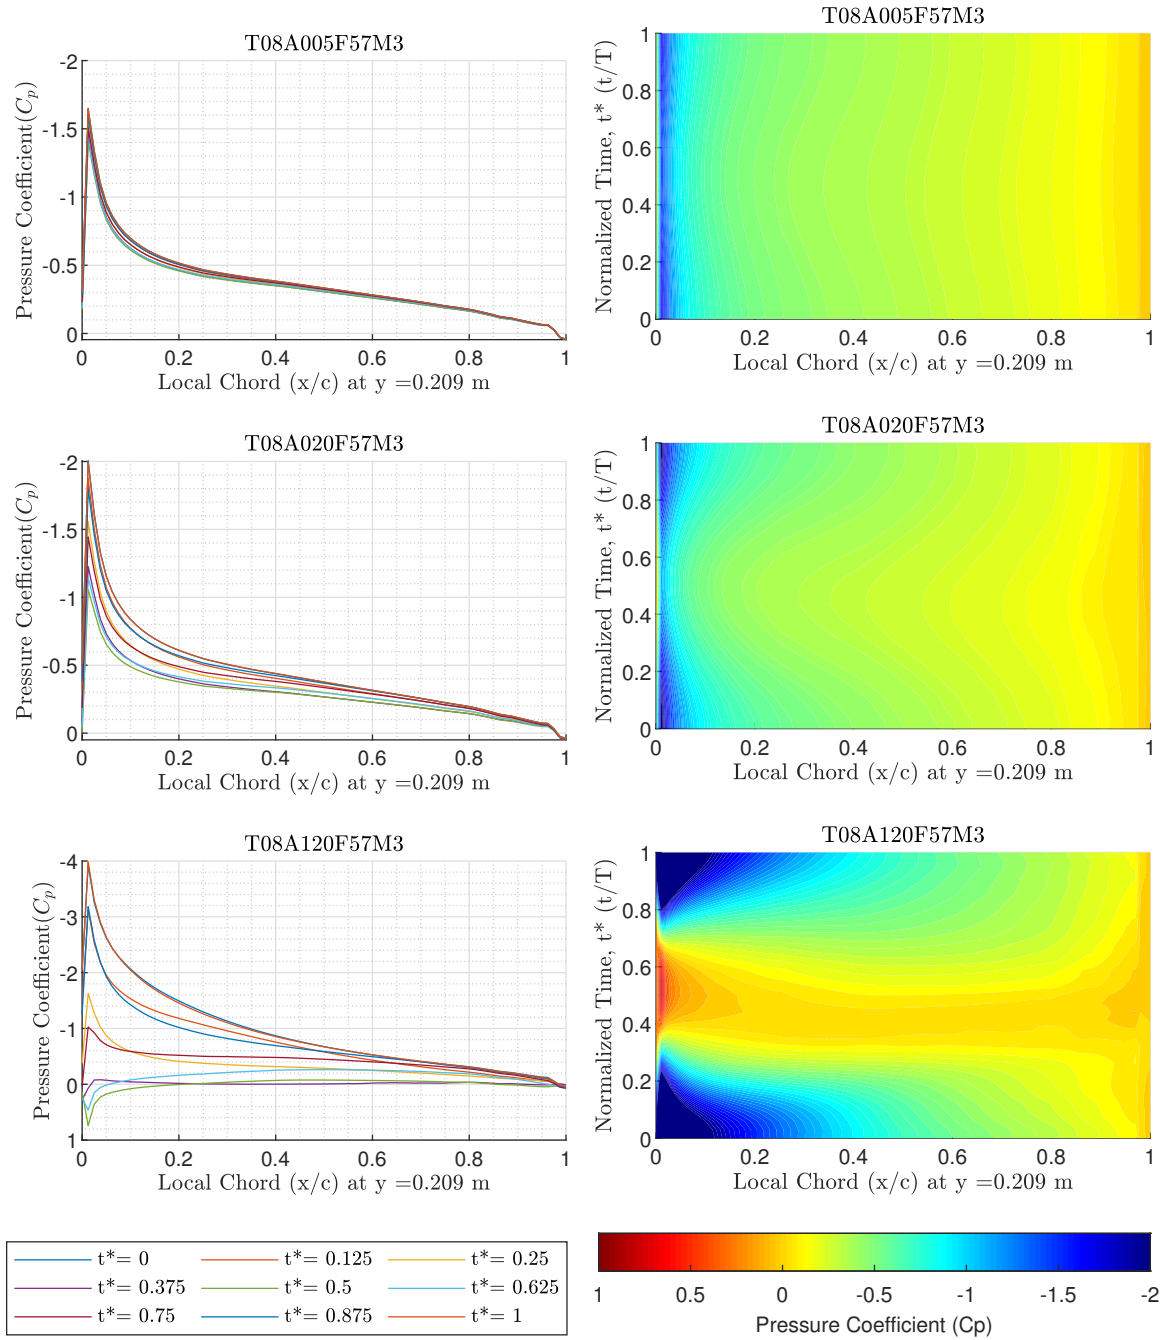 T08A005F57M3
-2
-1.5
-1
-0.5
0
Pressure Coefficient(Cp)
0 0.2 0.4 0.6 0.8 1
Local Chord (x/c) at y =0.209 m
T08A005F57M3
1
0.8
0.6
0.4
0.2
0
Normalized Time, t* (t/T)
0 0.2 0.4 0.6 0.8 1
Local Chord (x/c) at y =0.209 m
T08A020F57M3
-2
-1.5
-1
-0.5
0
Pressure Coefficient(Cp)
0 0.2 0.4 0.6 0.8 1
Local Chord (x/c) at y =0.209 m
T08A020F57M3
1
0.8
0.6
0.4
0.2
0
Normalized Time, t* (t/T)
0 0.2 0.4 0.6 0.8 1
Local Chord (x/c) at y =0.209 m
T08A120F57M3
-4
-3
-2
-1
0
1
Pressure Coefficient(Cp)
0 0.2 0.4 0.6 0.8 1
Local Chord (x/c) at y =0.209 m
T08A120F57M3
1
0.8
0.6
0.4
0.2
0
Normalized Time, t* (t/T)
0 0.2 0.4 0.6 0.8 1
Local Chord (x/c) at y =0.209 m
t*= 0 t*= 0.125 t*= 0.25
t*= 0.375 t*= 0.5 t*= 0.625
t*= 0.75 t*= 0.875 t*= 1
1 0.5 0 -0.5 -1 -1.5 -2
Pressure Coefficient (Cp)